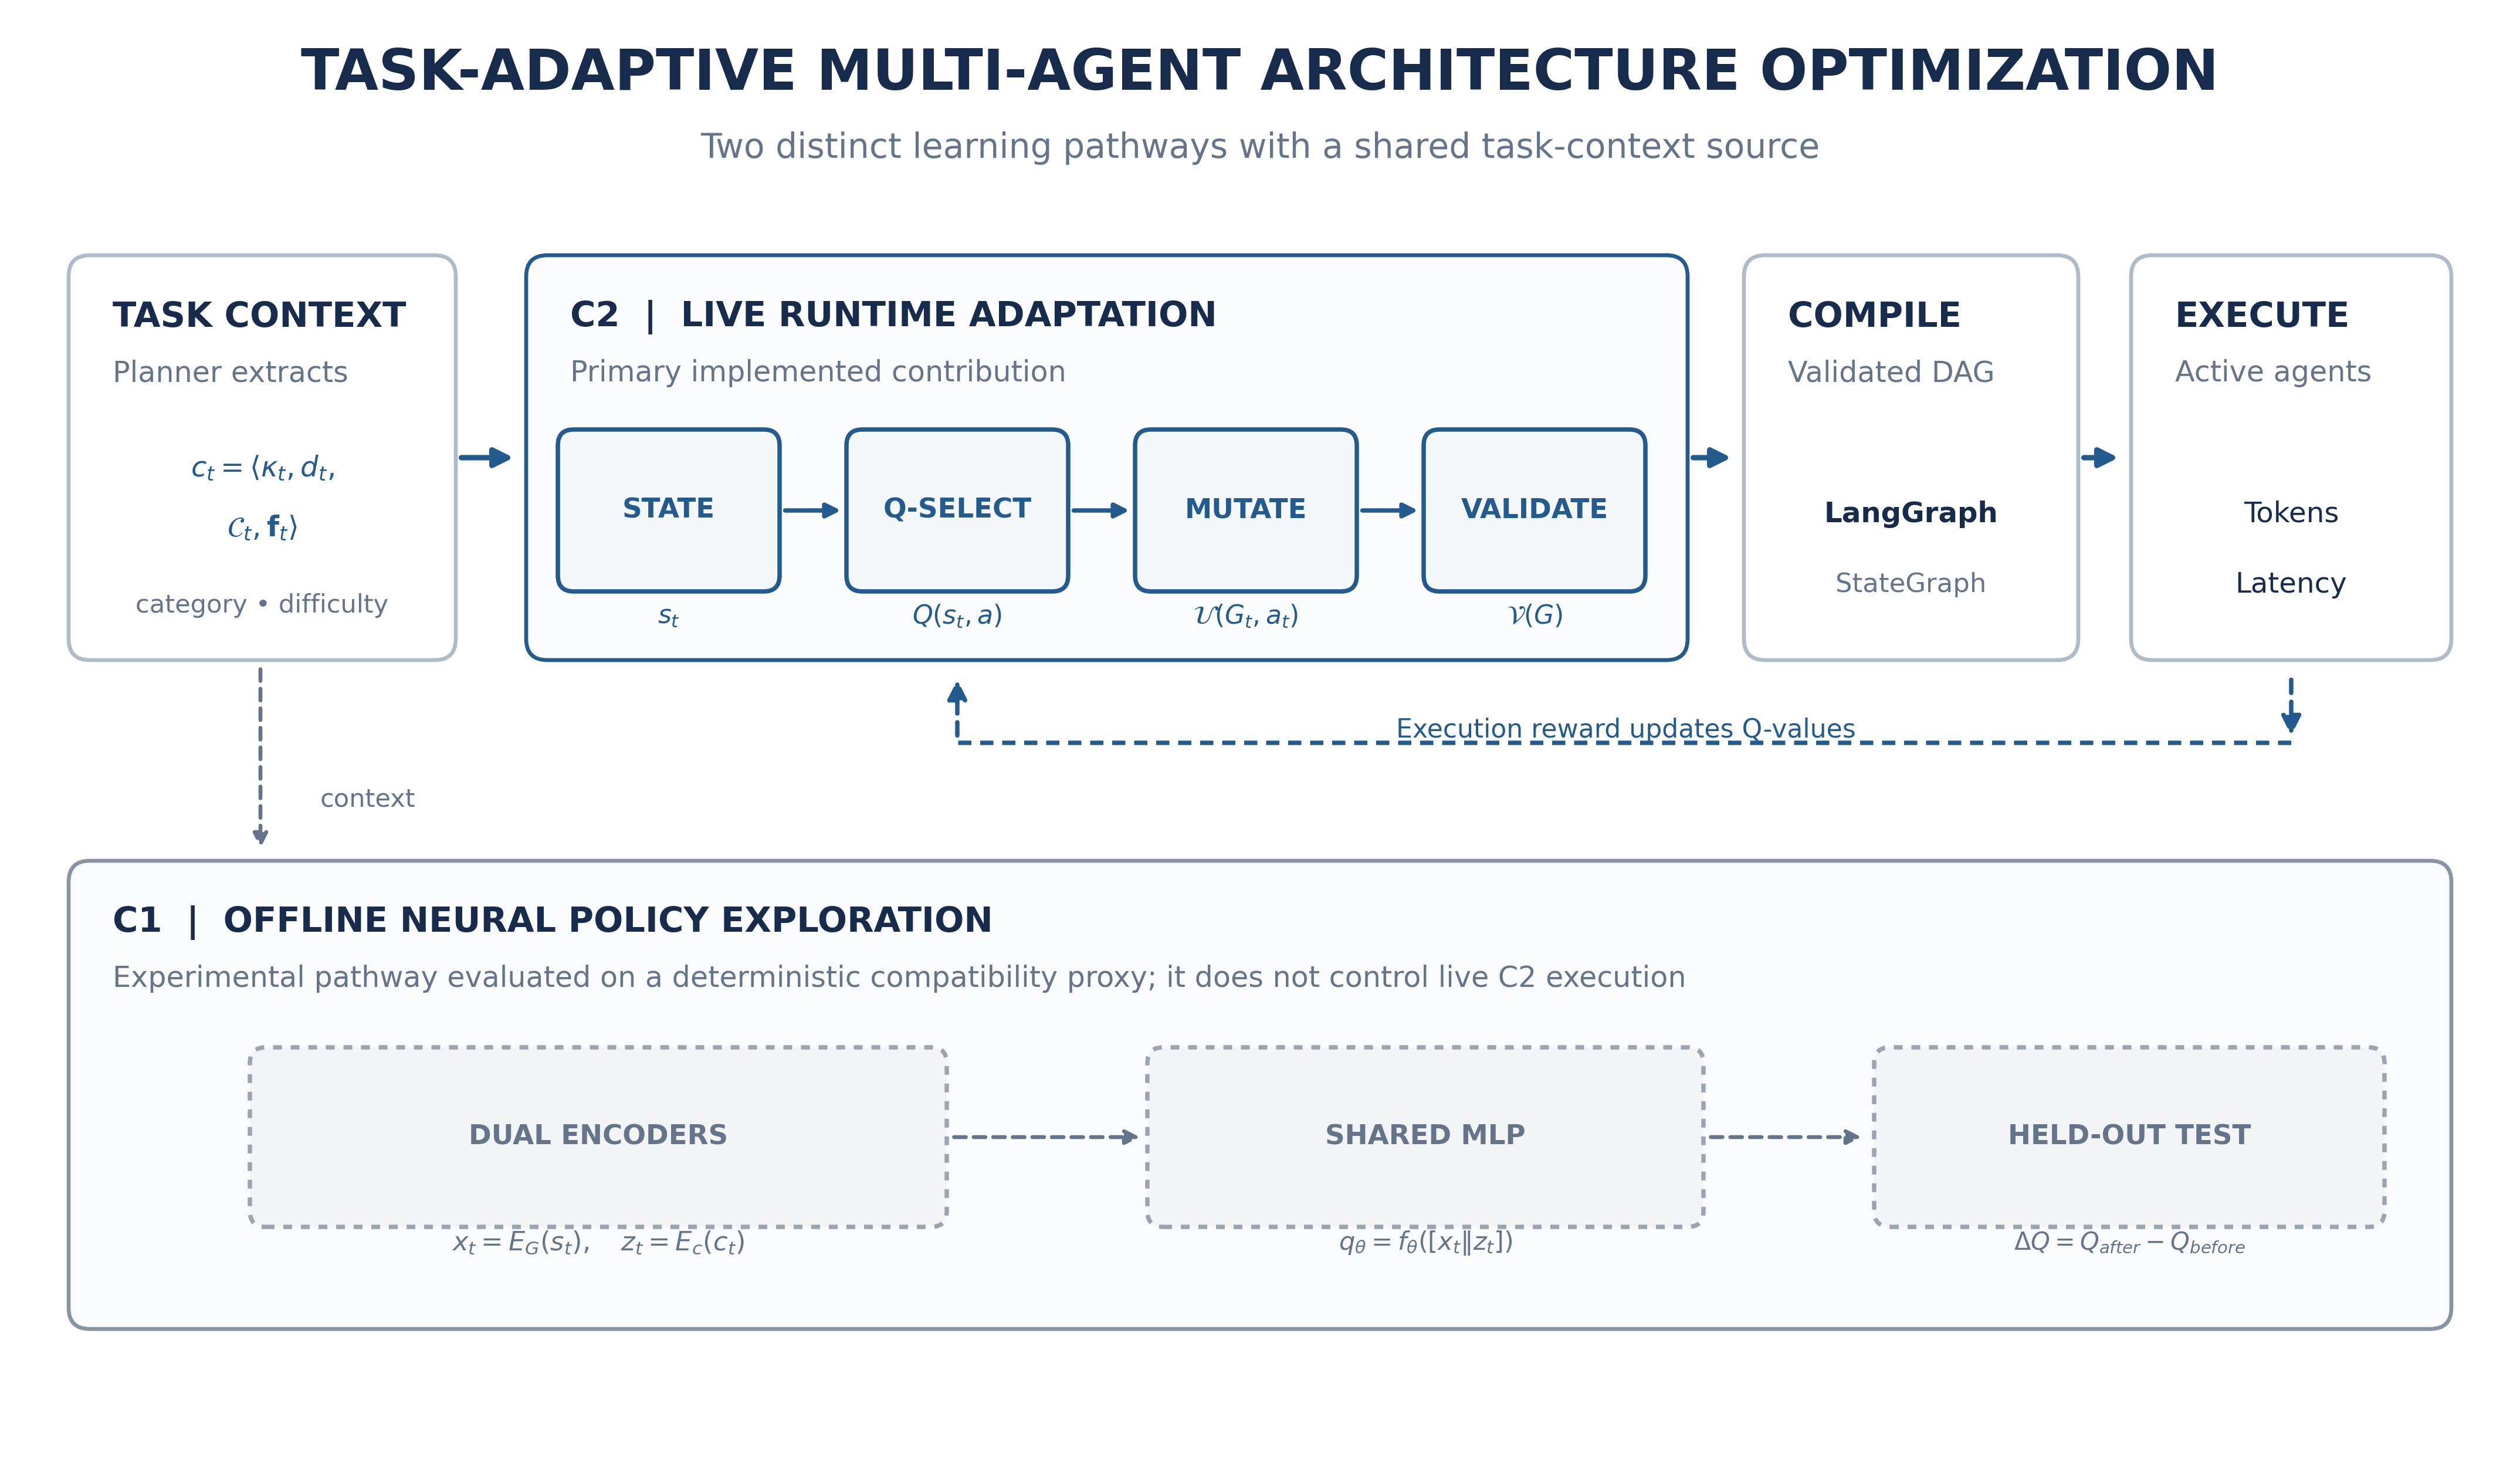 TASK-ADAPTIVE MULTI-AGENT ARCHITECTURE OPTIMIZATION
Two distinct learning pathways with a shared task-context source
TASK CONTEXT
Planner extracts
c_t = ⟨κ_t, d_t,
𝒞_t, f_t⟩
category • difficulty
C2 | LIVE RUNTIME ADAPTATION
Primary implemented contribution
STATE
s_t
Q-SELECT
Q(s_t, a)
MUTATE
𝒰(G_t, a_t)
VALIDATE
𝒱(G)
COMPILE
Validated DAG
LangGraph
StateGraph
EXECUTE
Active agents
Tokens
Latency
Execution reward updates Q-values
context
C1 | OFFLINE NEURAL POLICY EXPLORATION
Experimental pathway evaluated on a deterministic compatibility proxy; it does not control live C2 execution
DUAL ENCODERS
x_t = E_G(s_t), z_t = E_c(c_t)
SHARED MLP
q_θ = f_θ([x_t‖z_t])
HELD-OUT TEST
ΔQ = Q_after − Q_before